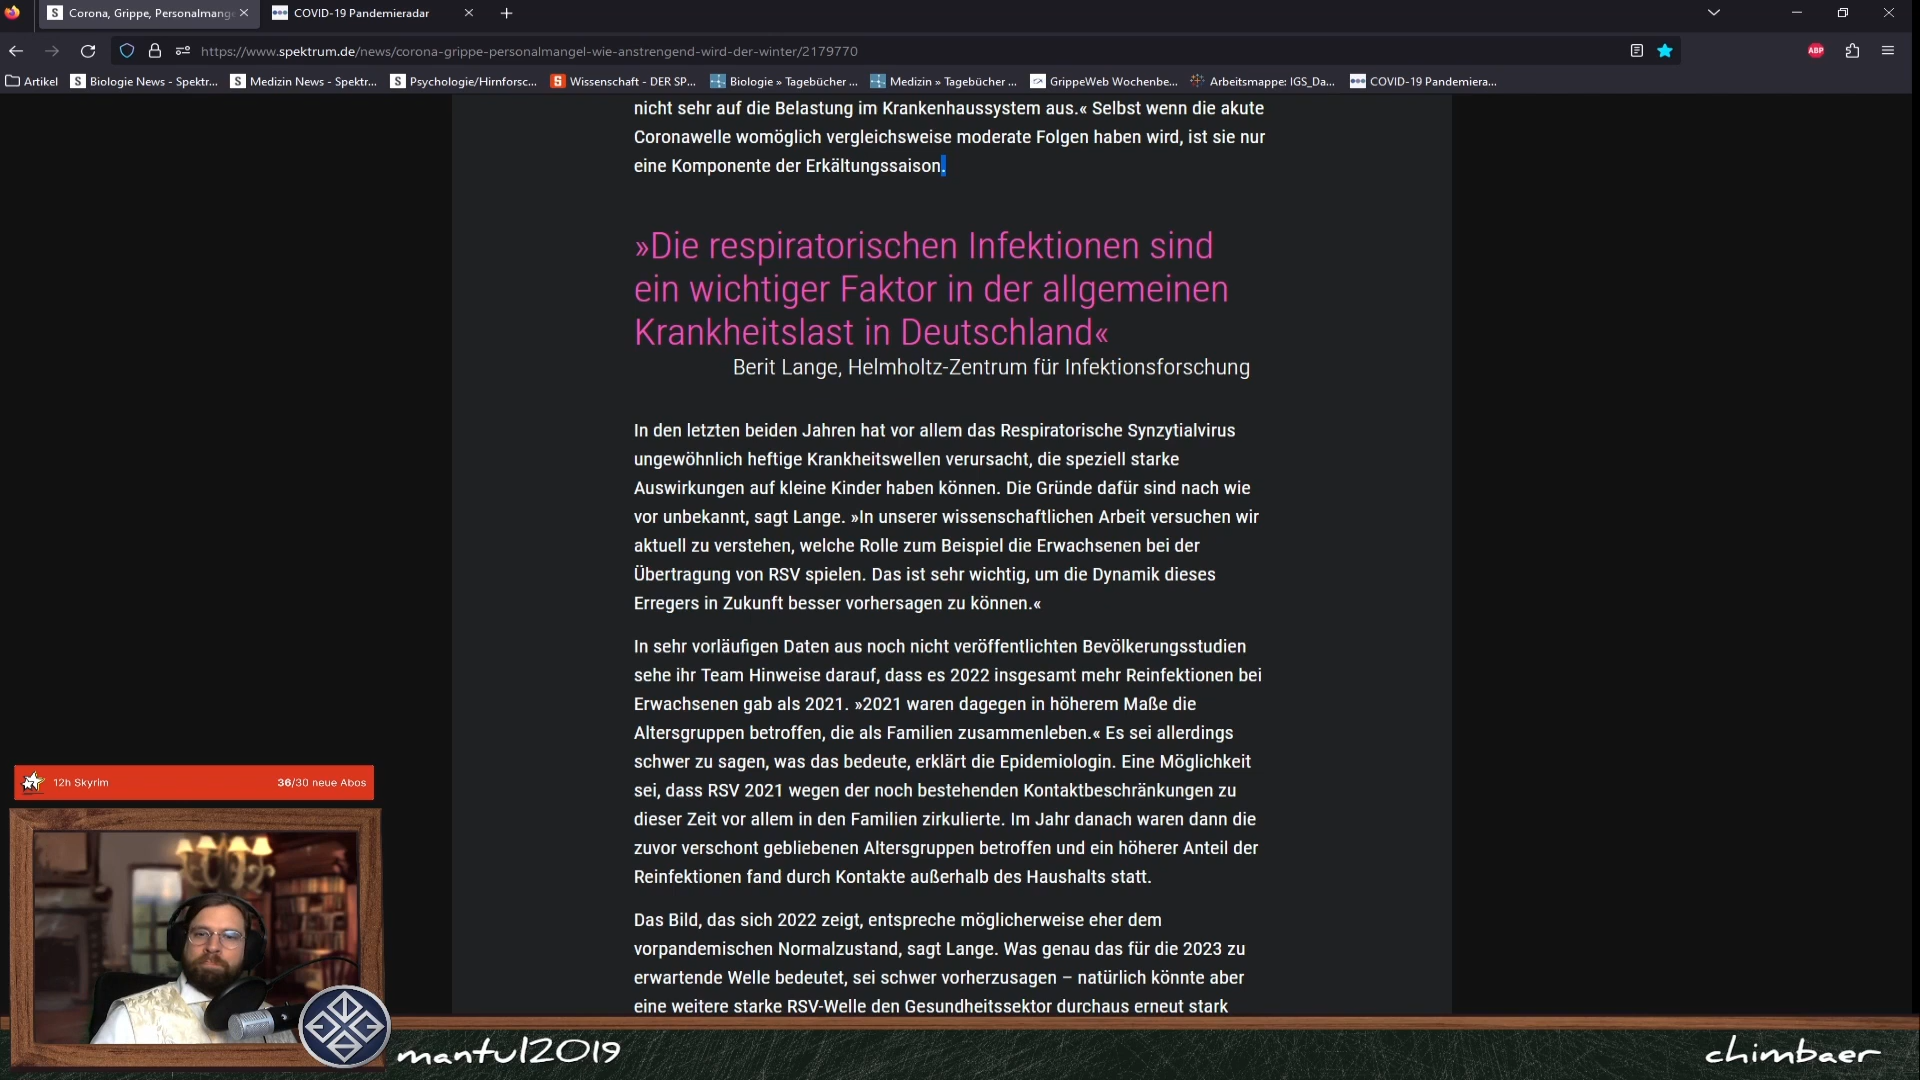 Corona, Grippe, Personalmange
COVID-19 Pandemieradar
https://www.spektrum.de/news/corona-grippe-personalmangel-wie-anstrengend-wird-der-winter/2179770
ABP
Artikel
Biologie News - Spektr...
Medizin News - Spektr...
Psychologie/Hirnforsc...
Wissenschaft - DER SP...
Biologie » Tagebücher ...
Medizin » Tagebücher ...
GrippeWeb Wochenbe...
Arbeitsmappe: IGS_Da...
COVID-19 Pandemiera...
nicht sehr auf die Belastung im Krankenhaussystem aus.« Selbst wenn die akute
Coronawelle womöglich vergleichsweise moderate Folgen haben wird, ist sie nur
eine Komponente der Erkältungssaison.
»Die respiratorischen Infektionen sind
ein wichtiger Faktor in der allgemeinen
Krankheitslast in Deutschland«
Berit Lange, Helmholtz-Zentrum für Infektionsforschung
In den letzten beiden Jahren hat vor allem das Respiratorische Synzytialvirus
ungewöhnlich heftige Krankheitswellen verursacht, die speziell starke
Auswirkungen auf kleine Kinder haben können. Die Gründe dafür sind nach wie
vor unbekannt, sagt Lange. »In unserer wissenschaftlichen Arbeit versuchen wir
aktuell zu verstehen, welche Rolle zum Beispiel die Erwachsenen bei der
Übertragung von RSV spielen. Das ist sehr wichtig, um die Dynamik dieses
Erregers in Zukunft besser vorhersagen zu können.«
In sehr vorläufigen Daten aus noch nicht veröffentlichten Bevölkerungsstudien
sehe ihr Team Hinweise darauf, dass es 2022 insgesamt mehr Reinfektionen bei
Erwachsenen gab als 2021. »2021 waren dagegen in höherem Maße die
Altersgruppen betroffen, die als Familien zusammenleben.« Es sei allerdings
schwer zu sagen, was das bedeute, erklärt die Epidemiologin. Eine Möglichkeit
sei, dass RSV 2021 wegen der noch bestehenden Kontaktbeschränkungen zu
dieser Zeit vor allem in den Familien zirkulierte. Im Jahr danach waren dann die
zuvor verschont gebliebenen Altersgruppen betroffen und ein höherer Anteil der
Reinfektionen fand durch Kontakte außerhalb des Haushalts statt.
Das Bild, das sich 2022 zeigt, entspreche möglicherweise eher dem
vorpandemischen Normalzustand, sagt Lange. Was genau das für die 2023 zu
erwartende Welle bedeutet, sei schwer vorherzusagen – natürlich könnte aber
eine weitere starke RSV-Welle den Gesundheitssektor durchaus erneut stark
12h Skyrim
36/30 neue Abos
mantul2019
chimbaer